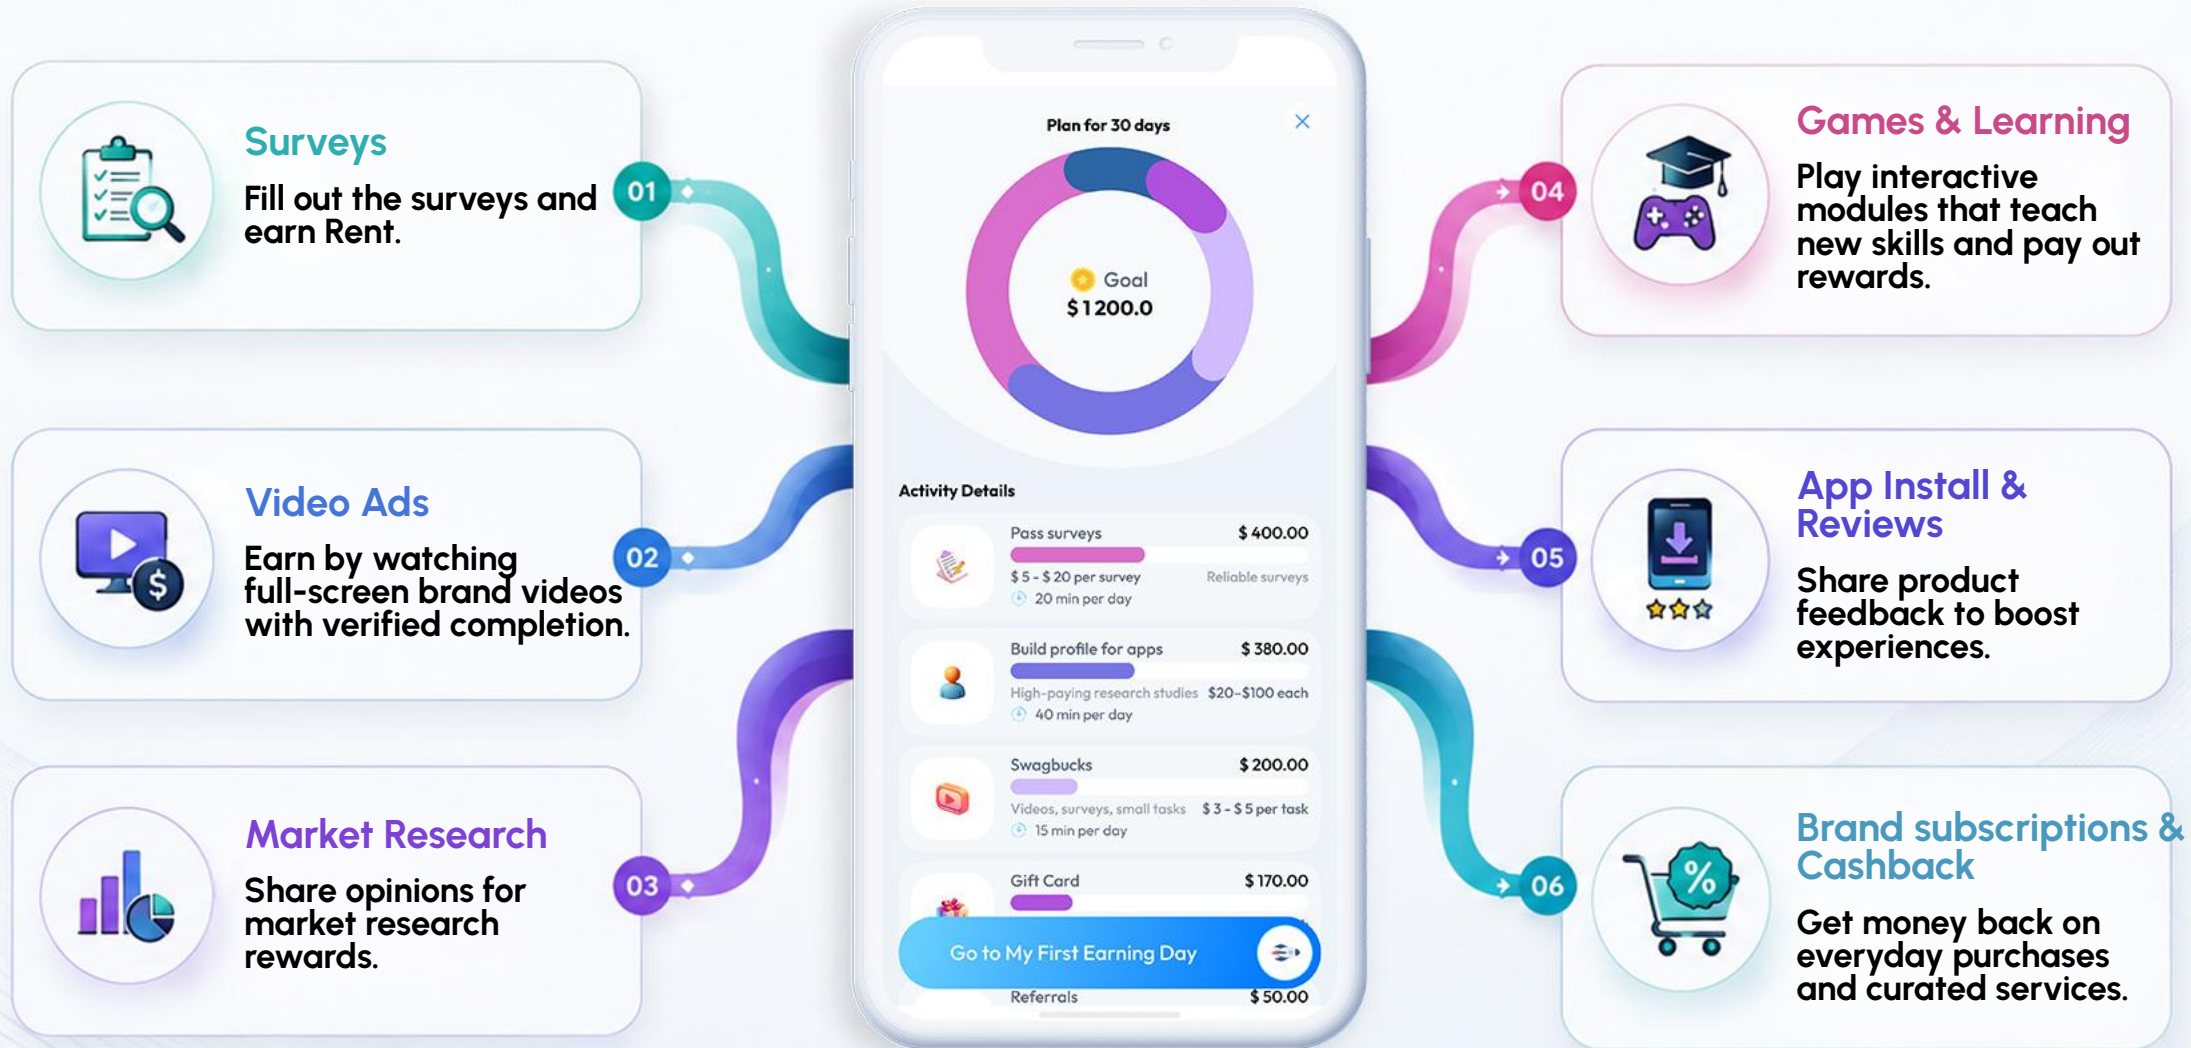 Surveys
Fill out the surveys and
earn Rent.
01
Video Ads
Earn by watching
full-screen brand videos
with verified completion.
02
Market Research
Share opinions for
market research
rewards.
03
Plan for 30 days
Goal
$1200.0
Activity Details
Pass surveys $ 400.00
$ 5 - $ 20 per survey Reliable surveys
20 min per day
Build profile for apps $ 380.00
High-paying research studies $20–$100 each
40 min per day
Swagbucks $ 200.00
Videos, surveys, small tasks $ 3 - $ 5 per task
15 min per day
Gift Card $ 170.00
Go to My First Earning Day
Referrals $ 50.00
04
Games & Learning
Play interactive
modules that teach
new skills and pay out
rewards.
05
App Install &
Reviews
Share product
feedback to boost
experiences.
06
Brand subscriptions &
Cashback
Get money back on
everyday purchases
and curated services.
%
$